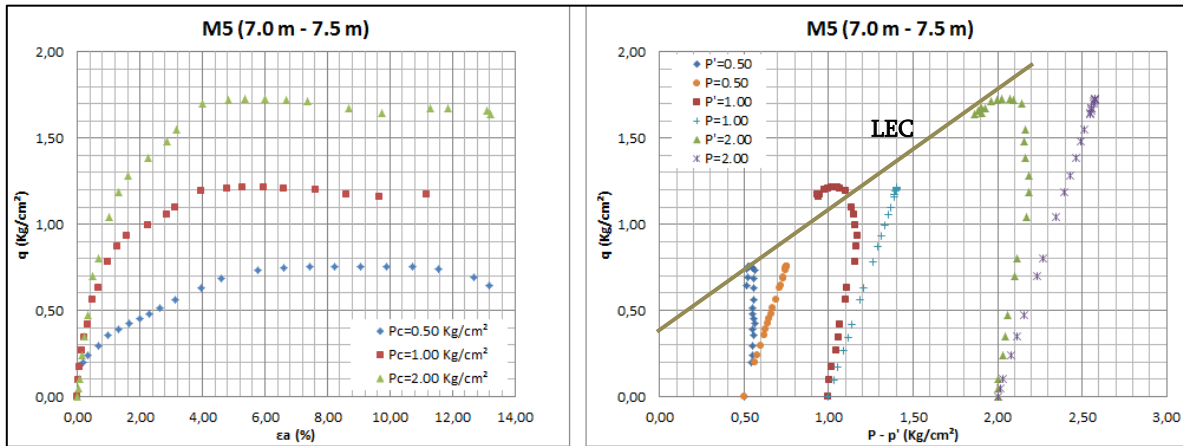 M5 (7.0 m - 7.5 m)
q (Kg/cm²)
2,00
1,50
1,00
0,50
0,00
Pc=0.50 Kg/cm²
Pc=1.00 Kg/cm²
Pc=2.00 Kg/cm²
0,00 2,00 4,00 6,00 8,00 10,00 12,00 14,00
εa (%)
M5 (7.0 m - 7.5 m)
q (Kg/cm²)
2,00
1,50
1,00
0,50
0,00
P'=0.50
P=0.50
P'=1.00
P=1.00
P'=2.00
P=2.00
LEC
0,00 0,50 1,00 1,50 2,00 2,50 3,00
P - p' (Kg/cm²)